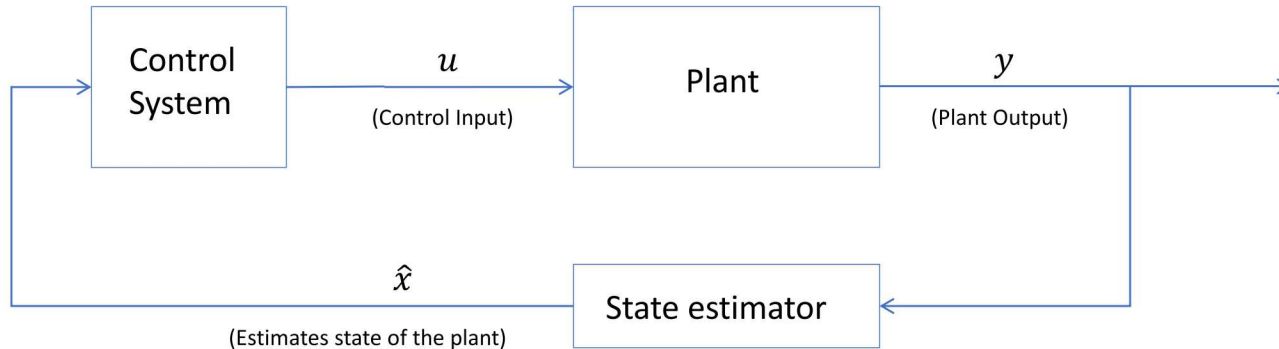 Control
System
u
(Control Input)
Plant
y
(Plant Output)
x̂
(Estimates state of the plant)
State estimator